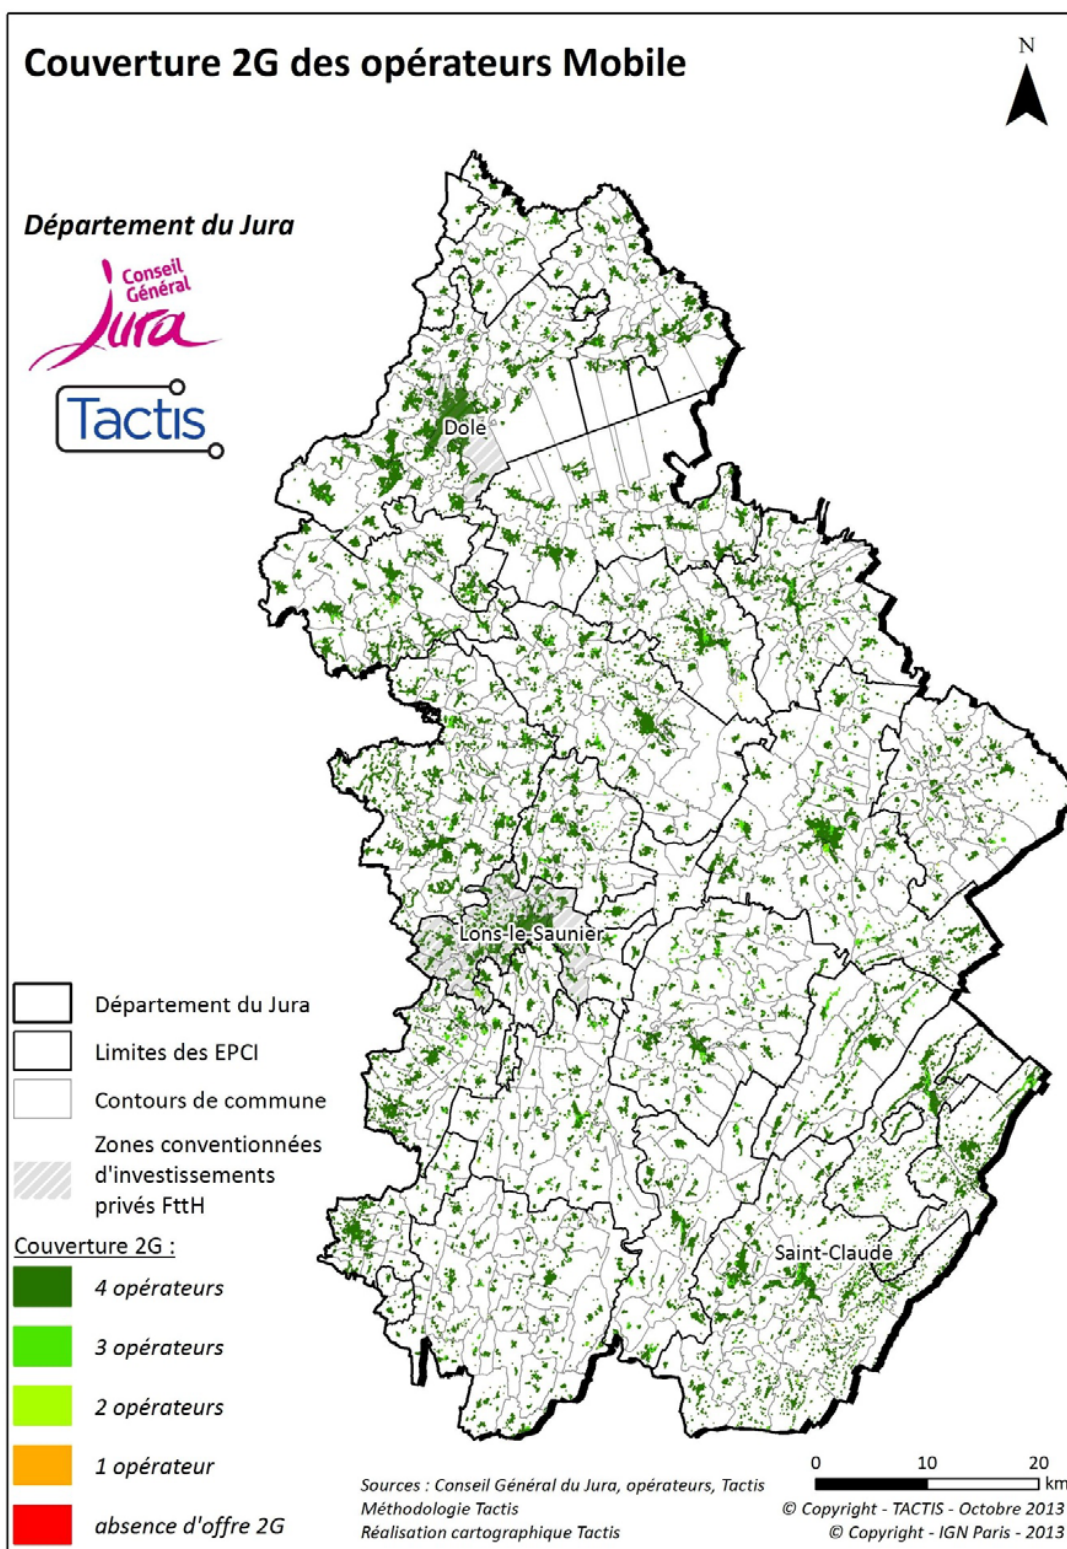 Couverture 2G des opérateurs Mobile
N
Département du Jura
Conseil
Général
jura
Tactis
Dole
Lons-le-Saunier
Saint-Claude
Département du Jura
Limites des EPCI
Contours de commune
Zones conventionnées
d'investissements
privés FttH
Couverture 2G :
4 opérateurs
3 opérateurs
2 opérateurs
1 opérateur
absence d'offre 2G
0 10 20
km
Sources : Conseil Général du Jura, opérateurs, Tactis
Méthodologie Tactis
Réalisation cartographique Tactis
© Copyright - TACTIS - Octobre 2013
© Copyright - IGN Paris - 2013